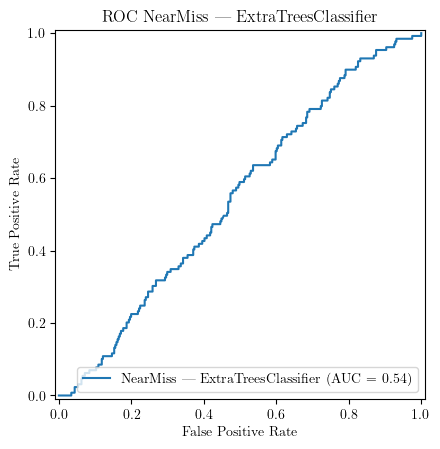 ROC NearMiss — ExtraTreesClassifier
1.0
0.8
0.6
0.4
0.2
0.0
True Positive Rate
NearMiss — ExtraTreesClassifier (AUC = 0.54)
0.0 0.2 0.4 0.6 0.8 1.0
False Positive Rate